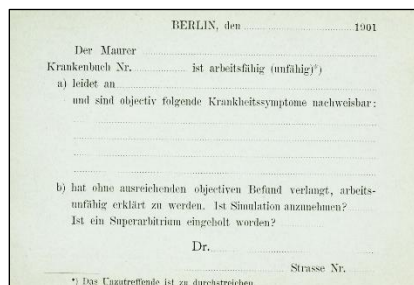 BERLIN, den 1901
Der Maurer
Krankenbuch Nr. ist arbeitsfähig (unfähig)*)
a) leidet an
und sind objectiv folgende Krankheitssymptome nachweisbar:
b) hat ohne ausreichenden objectiven Befund verlangt, arbeits-
unfähig erklärt zu werden. Ist Simulation anzunehmen?
Ist ein Superarbitrium eingeholt worden?
Dr.
Strasse Nr.
*) Das Unzutreffende ist zu durchstreichen.